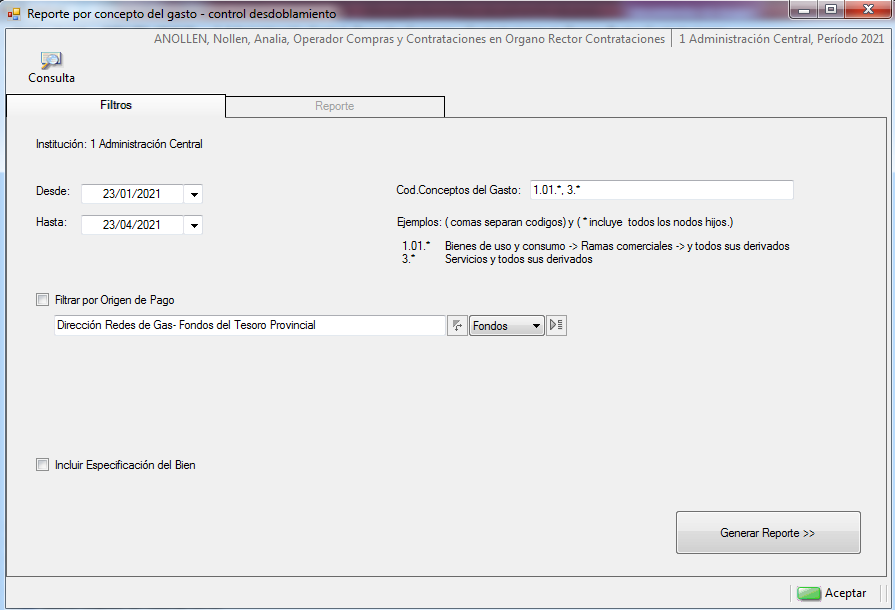 Reporte por concepto del gasto - control desdoblamiento
ANOLLEN, Nollen, Analia, Operador Compras y Contrataciones en Organo Rector Contrataciones
1 Administración Central, Período 2021
Consulta
Filtros
Reporte
Institución: 1 Administración Central
Desde: 23/01/2021
Cod.Conceptos del Gasto: 1.01.*, 3.*
Hasta: 23/04/2021
Ejemplos: ( comas separan codigos) y ( * incluye todos los nodos hijos.)
1.01.* Bienes de uso y consumo -> Ramas comerciales -> y todos sus derivados
3.* Servicios y todos sus derivados
Filtrar por Origen de Pago
Dirección Redes de Gas- Fondos del Tesoro Provincial
Fondos
Incluir Especificación del Bien
Generar Reporte >>
Aceptar